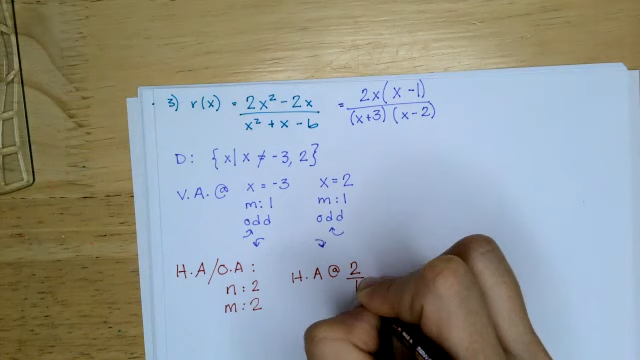 3) r(x) = 2x² - 2x / x² + x - 6 = 2x(x - 1) / (x+3)(x-2)
D: {x | x ≠ -3, 2}
V.A. @ x = -3 x = 2
m: 1 m: 1
odd odd
H.A/O.A: H.A @ 2/1
n: 2
m: 2